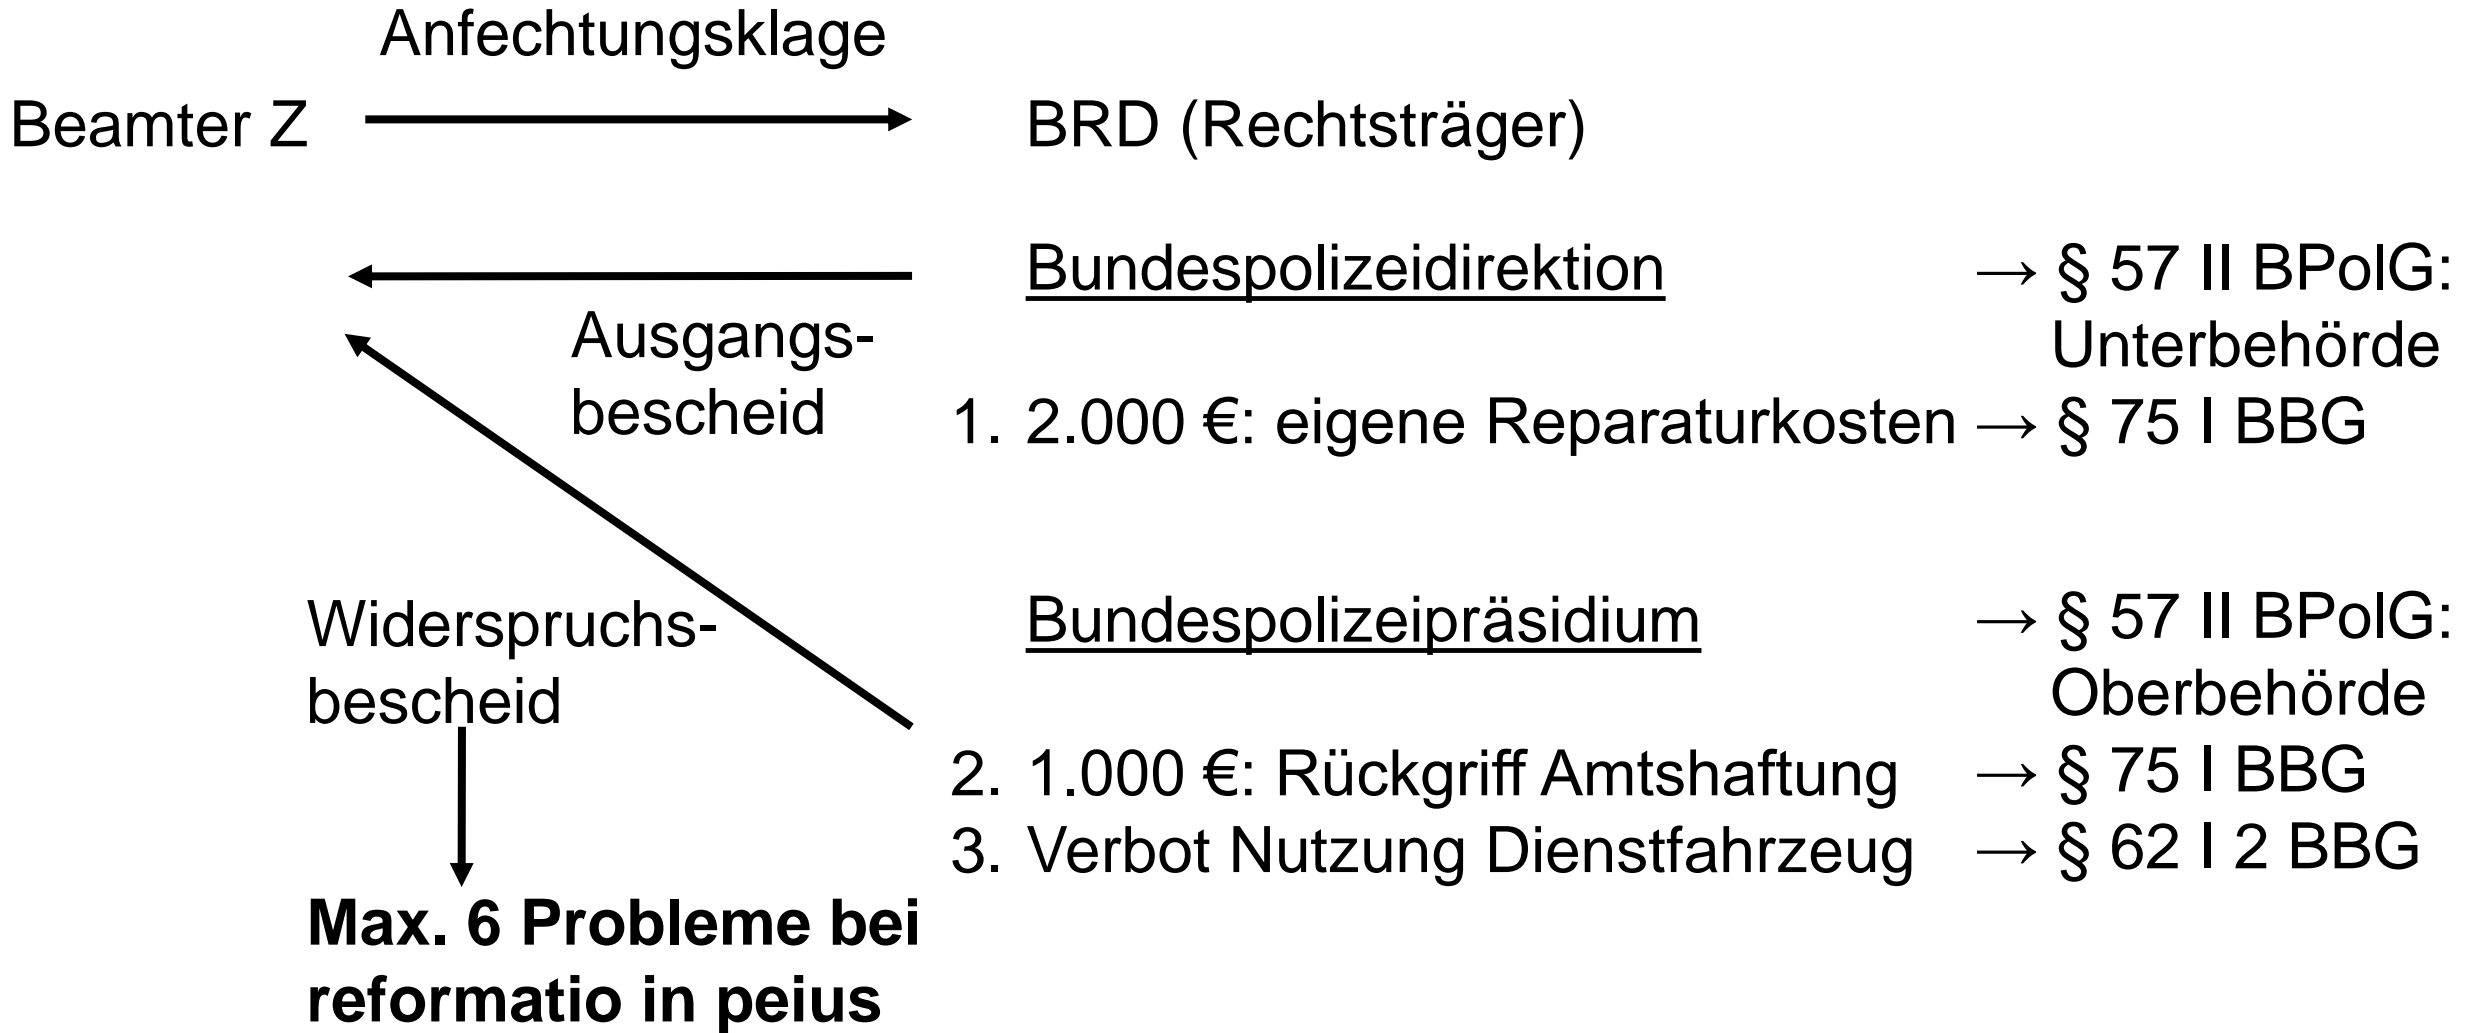 Anfechtungsklage
Beamter Z
BRD (Rechtsträger)
Bundespolizeidirektion
→ § 57 II BPolG:
Unterbehörde
Ausgangs-
bescheid
1. 2.000 €: eigene Reparaturkosten → § 75 I BBG
Widerspruchs-
bescheid
Bundespolizeipräsidium
→ § 57 II BPolG:
Oberbehörde
2. 1.000 €: Rückgriff Amtshaftung → § 75 I BBG
3. Verbot Nutzung Dienstfahrzeug → § 62 I 2 BBG
Max. 6 Probleme bei
reformatio in peius